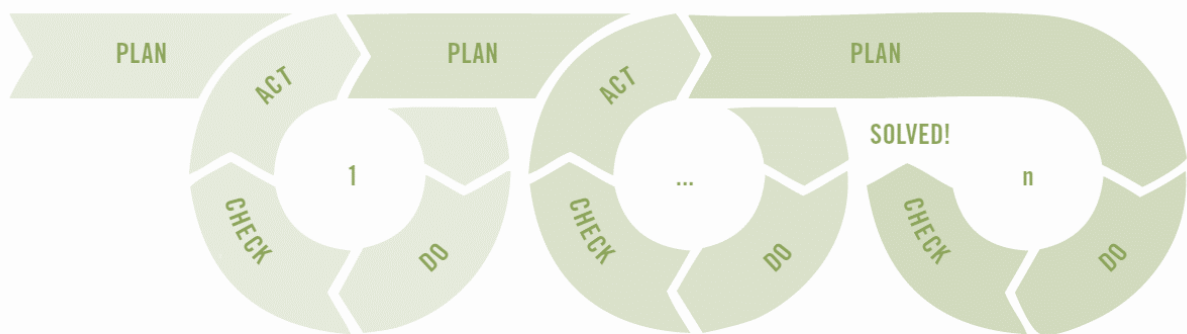 PLAN
ACT
1
CHECK
DO
PLAN
ACT
...
CHECK
DO
PLAN
SOLVED!
n
CHECK
DO